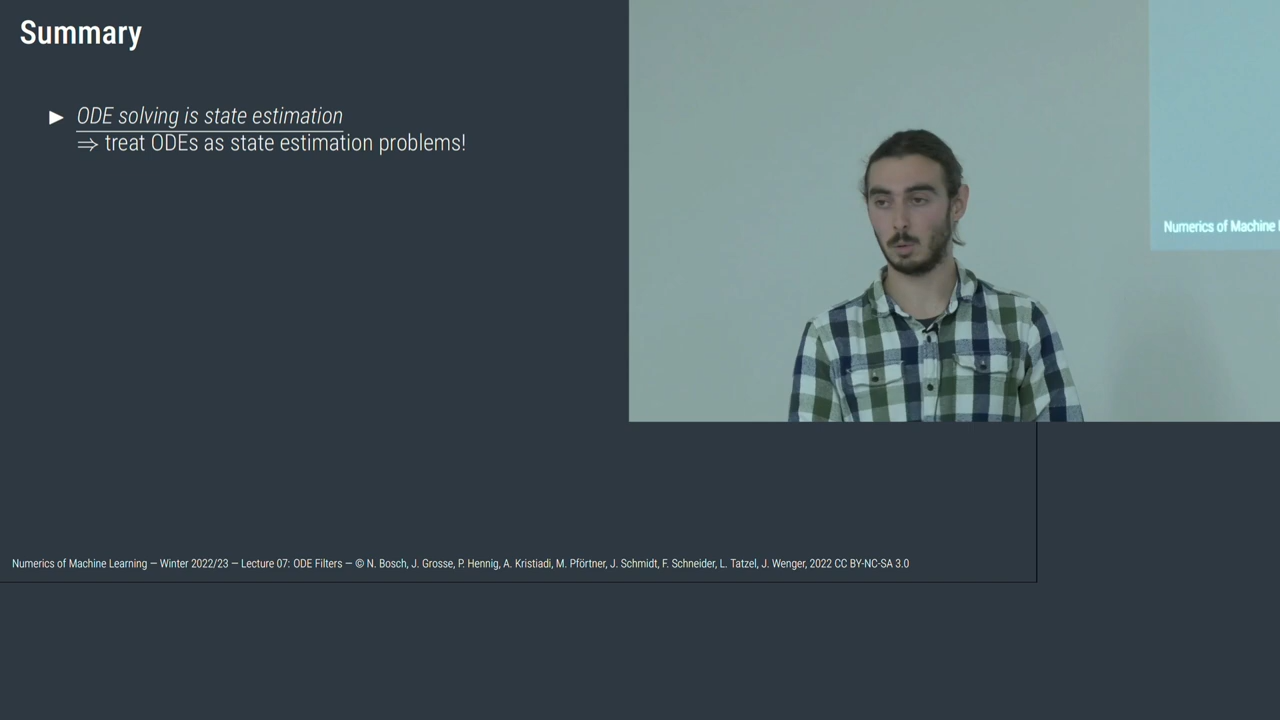 Summary
► ODE solving is state estimation
⇒ treat ODEs as state estimation problems!
Numerics of Machine
Numerics of Machine Learning — Winter 2022/23 — Lecture 07: ODE Filters — © N. Bosch, J. Grosse, P. Hennig, A. Kristiadi, M. Pförtner, J. Schmidt, F. Schneider, L. Tatzel, J. Wenger, 2022 CC BY-NC-SA 3.0